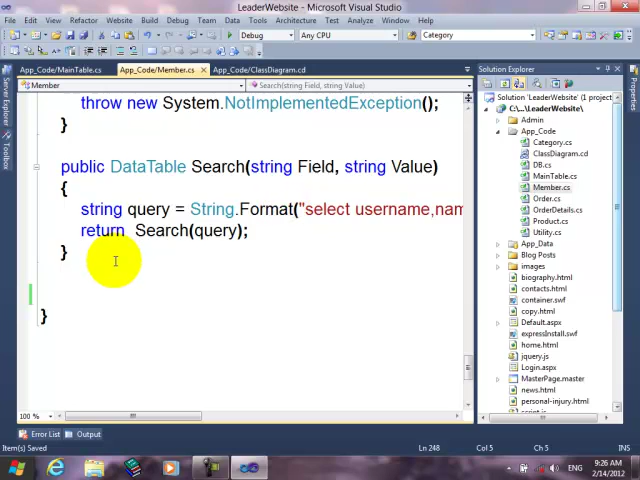 LeaderWebsite - Microsoft Visual Studio
File Edit View Refactor Website Build Debug Team Data Tools Architecture Test Analyze Window Help
Debug Any CPU Category
App_Code/MainTable.cs App_Code/Member.cs App_Code/ClassDiagram.cd
Member Search(string Field, string Value)
throw new System.NotImplementedException();
}
public DataTable Search(string Field, string Value)
{
string query = String.Format("select username,nam
return Search(query);
}
}
100 %
Error List Output
Item(s) Saved Ln 248 Col 5 Ch 5
Server Explorer
Toolbox
Solution Explorer
Solution 'LeaderWebsite' (1 project)
C:\...\LeaderWebsite\
Admin
App_Code
Category.cs
ClassDiagram.cd
DB.cs
MainTable.cs
Member.cs
Order.cs
OrderDetails.cs
Product.cs
Utility.cs
App_Data
Blog Posts
images
biography.html
contacts.html
container.swf
copy.html
Default.aspx
expressInstall.swf
home.html
jquery.js
Login.aspx
MasterPage.master
news.html
personal-injury.html
Properties
ENG 9:26 AM
2/14/2012